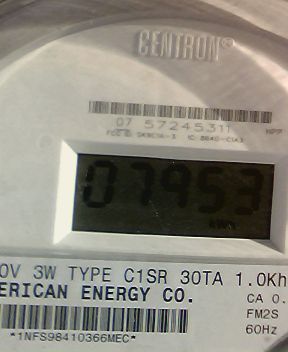 CENTRON®
07 57245311
07953
kWh
0V 3W TYPE C1SR 30TA 1.0Kh
ERICAN ENERGY CO.
CA 0.
FM2S
60Hz
*1NFS98410366MEC*